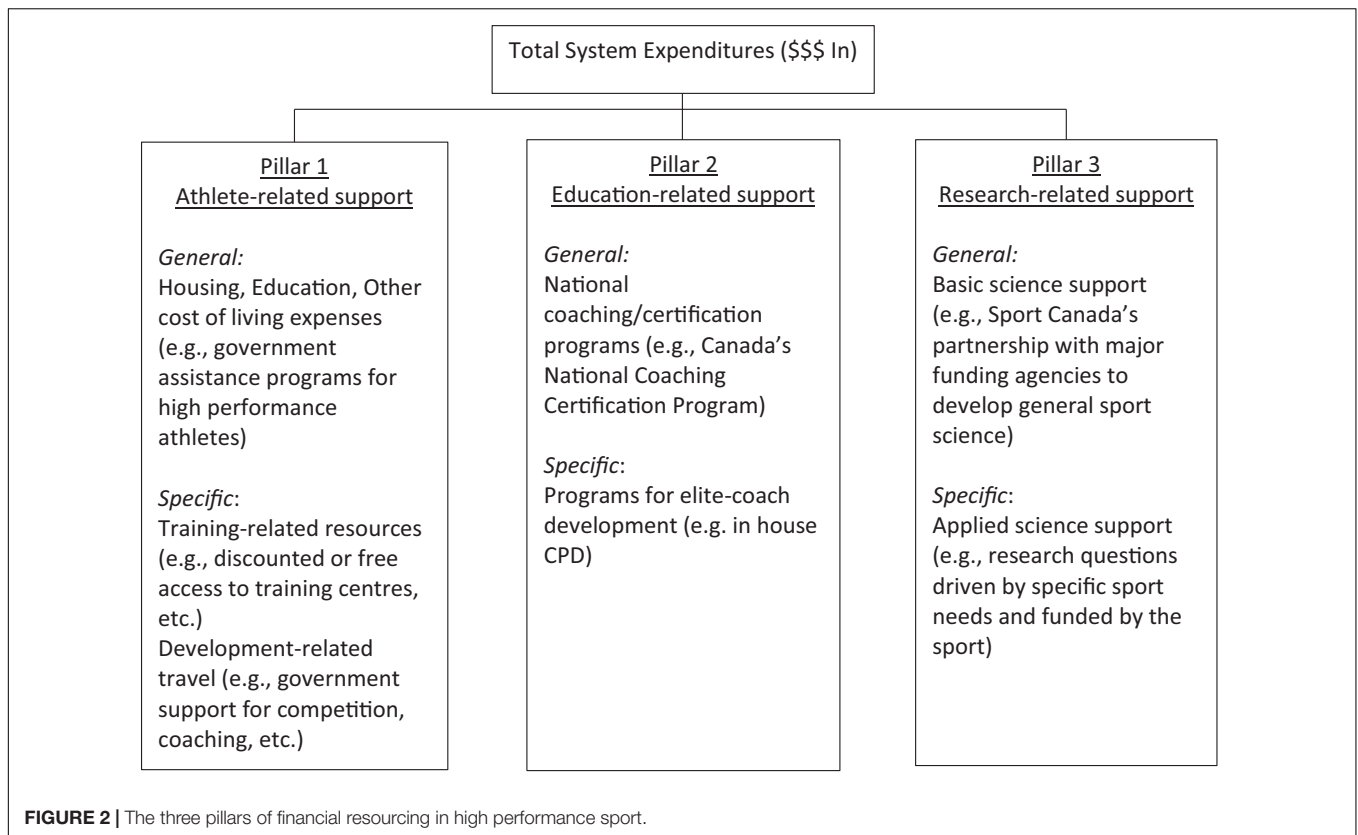 Total System Expenditures ($$$ In)
Pillar 1
Athlete-related support
General:
Housing, Education, Other
cost of living expenses
(e.g., government
assistance programs for
high performance
athletes)
Specific:
Training-related resources
(e.g., discounted or free
access to training centres,
etc.)
Development-related
travel (e.g., government
support for competition,
coaching, etc.)
Pillar 2
Education-related support
General:
National
coaching/certification
programs (e.g., Canada's
National Coaching
Certification Program)
Specific:
Programs for elite-coach
development (e.g. in house
CPD)
Pillar 3
Research-related support
General:
Basic science support
(e.g., Sport Canada's
partnership with major
funding agencies to
develop general sport
science)
Specific:
Applied science support
(e.g., research questions
driven by specific sport
needs and funded by the
sport)
FIGURE 2 | The three pillars of financial resourcing in high performance sport.